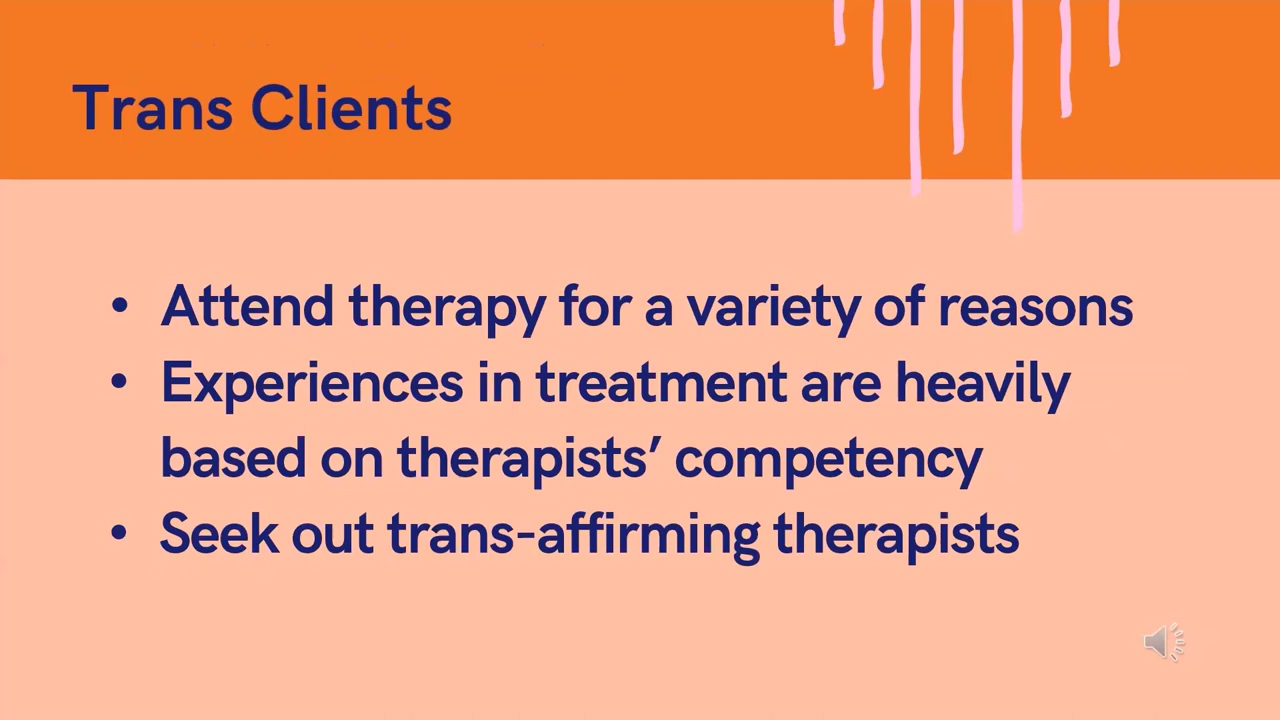 Trans Clients
• Attend therapy for a variety of reasons
• Experiences in treatment are heavily
based on therapists’ competency
• Seek out trans-affirming therapists